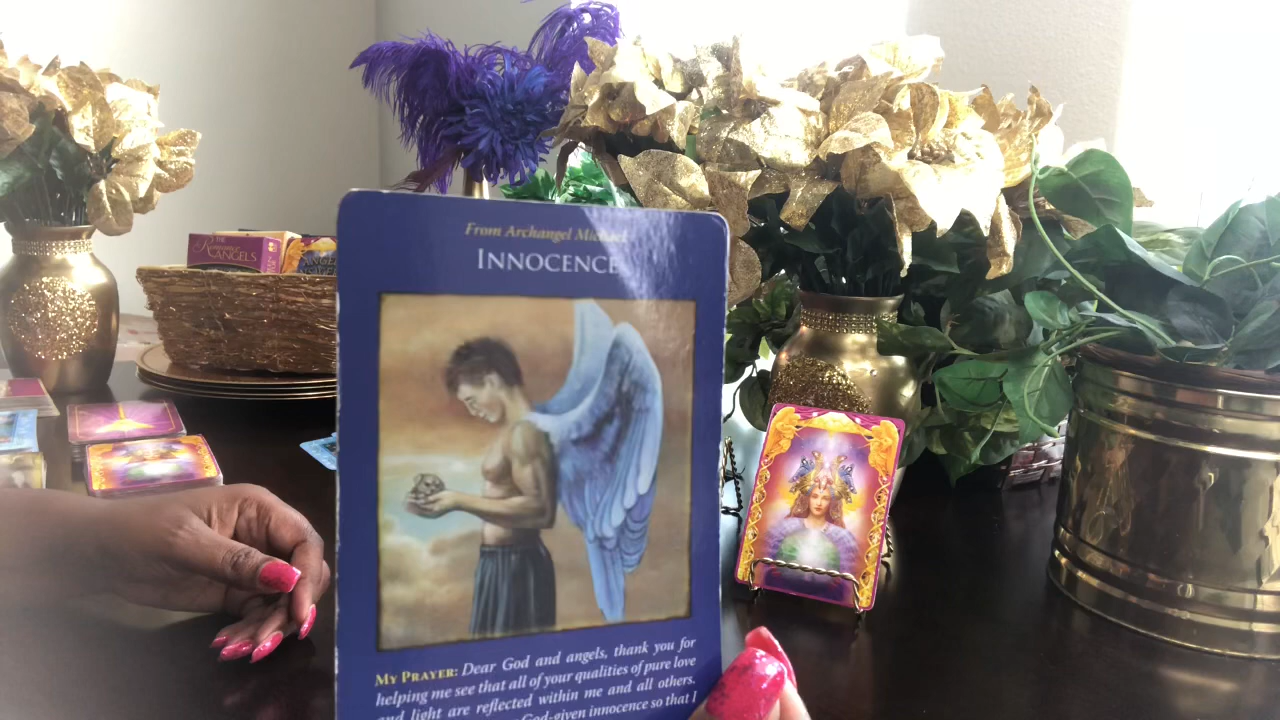 From Archangel Michael
INNOCENCE
MY PRAYER: Dear God and angels, thank you for
helping me see that all of your qualities of pure love
and light are reflected within me and all others.
God-given innocence so that I
THE
Romance
ANGELS